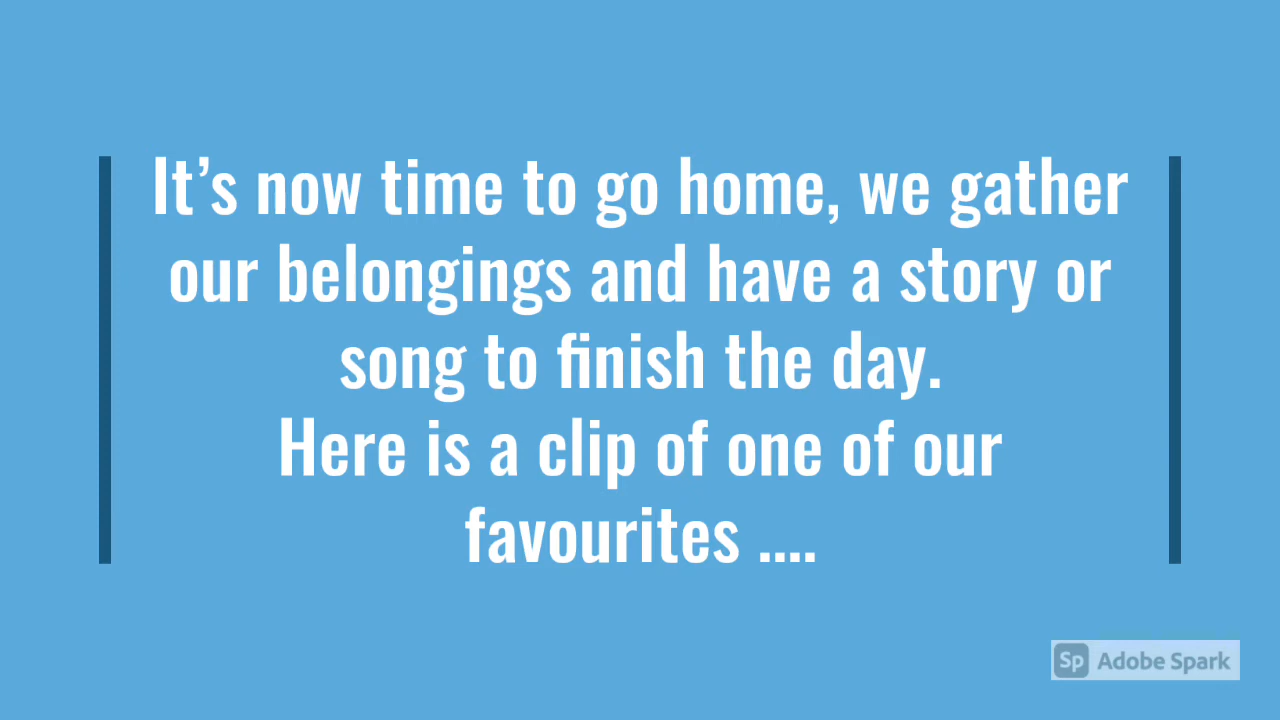 It’s now time to go home, we gather
our belongings and have a story or
song to finish the day.
Here is a clip of one of our
favourites ....
Sp Adobe Spark